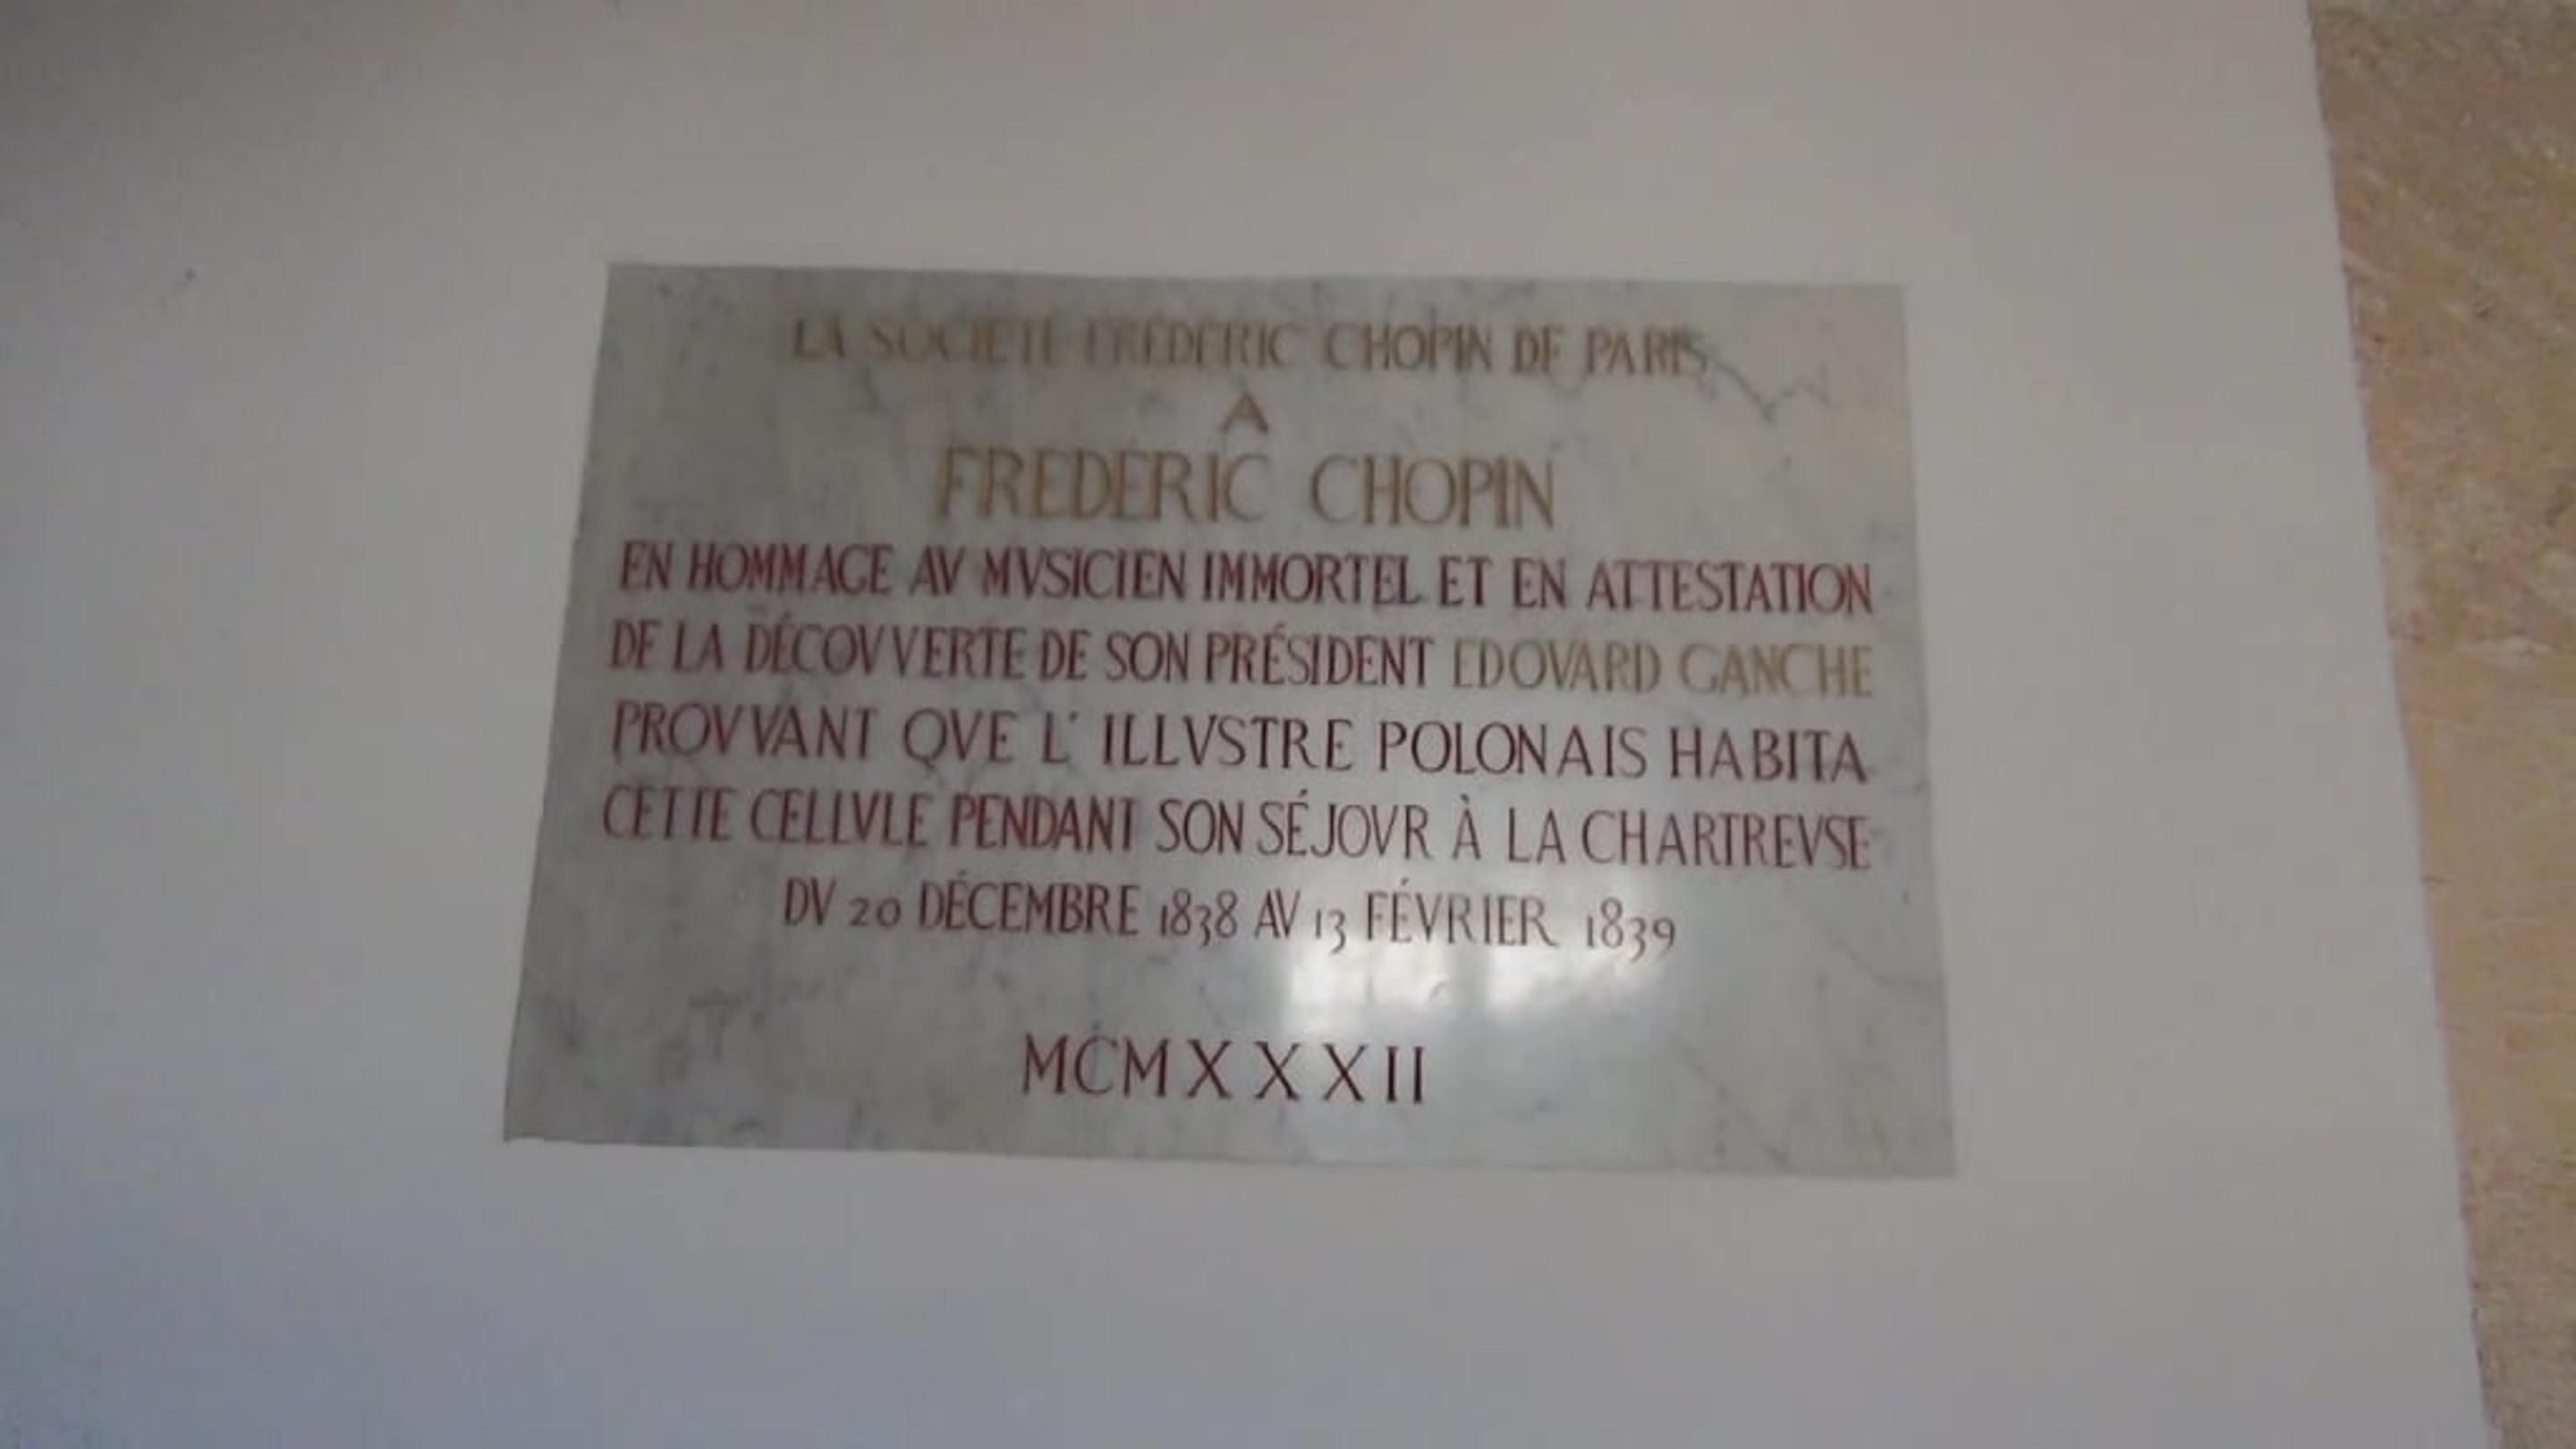 LA SOCIETE FRÉDÉRIC CHOPIN DE PARIS
A
FREDERIC CHOPIN
EN HOMMAGE AV MVSICIEN IMMORTEL ET EN ATTESTATION
DE LA DÉCOVVERTE DE SON PRÉSIDENT EDOVARD GANCHE
PROVVANT QVE L' ILLVSTRE POLONAIS HABITA
CETTE CELLVLE PENDANT SON SÉJOVR À LA CHARTREVSE
DV 20 DÉCEMBRE 1838 AV 13 FÉVRIER 1839
MCMXXXII